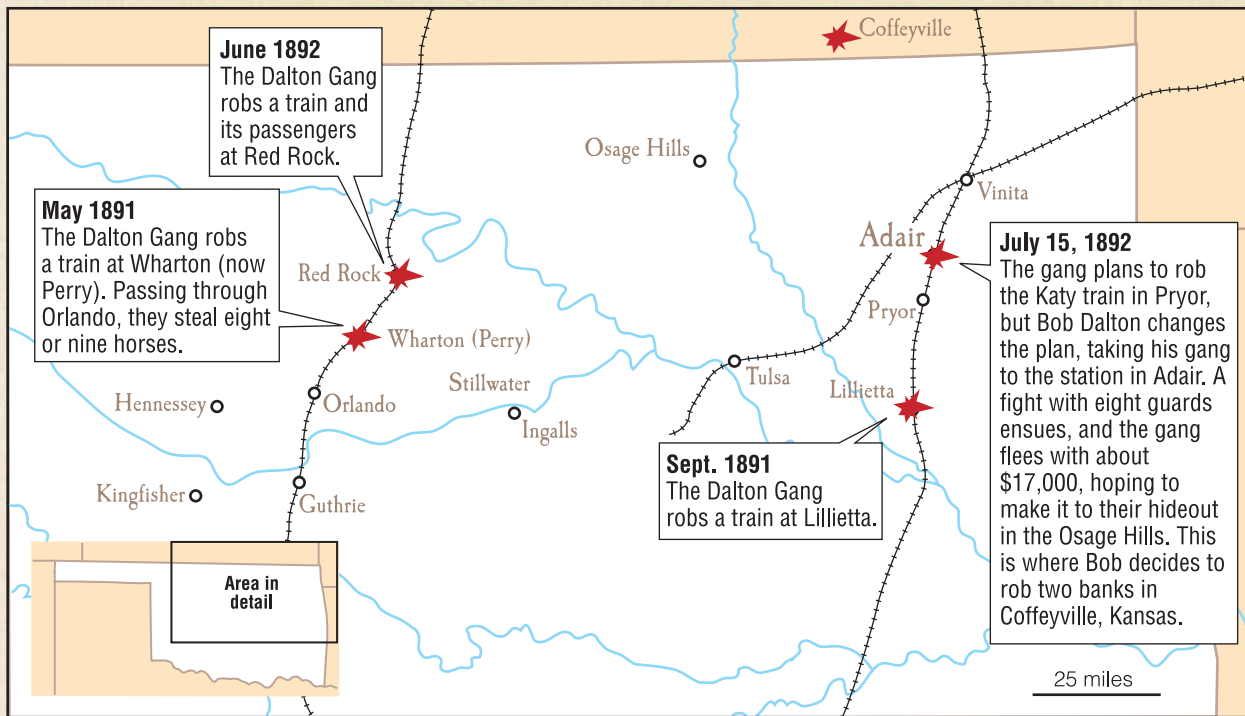 Coffeyville
June 1892
The Dalton Gang
robs a train and
its passengers
at Red Rock.
Osage Hills
Vinita
May 1891
The Dalton Gang robs
a train at Wharton (now
Perry). Passing through
Orlando, they steal eight
or nine horses.
Adair
July 15, 1892
The gang plans to rob
the Katy train in Pryor,
but Bob Dalton changes
the plan, taking his gang
to the station in Adair. A
fight with eight guards
ensues, and the gang
flees with about
$17,000, hoping to
make it to their hideout
in the Osage Hills. This
is where Bob decides to
rob two banks in
Coffeyville, Kansas.
Red Rock
Pryor
Wharton (Perry)
Tulsa
Stillwater
Lillietta
Hennessey
Orlando
Ingalls
Sept. 1891
The Dalton Gang
robs a train at Lillietta.
Kingfisher
Guthrie
Area in
detail
25 miles